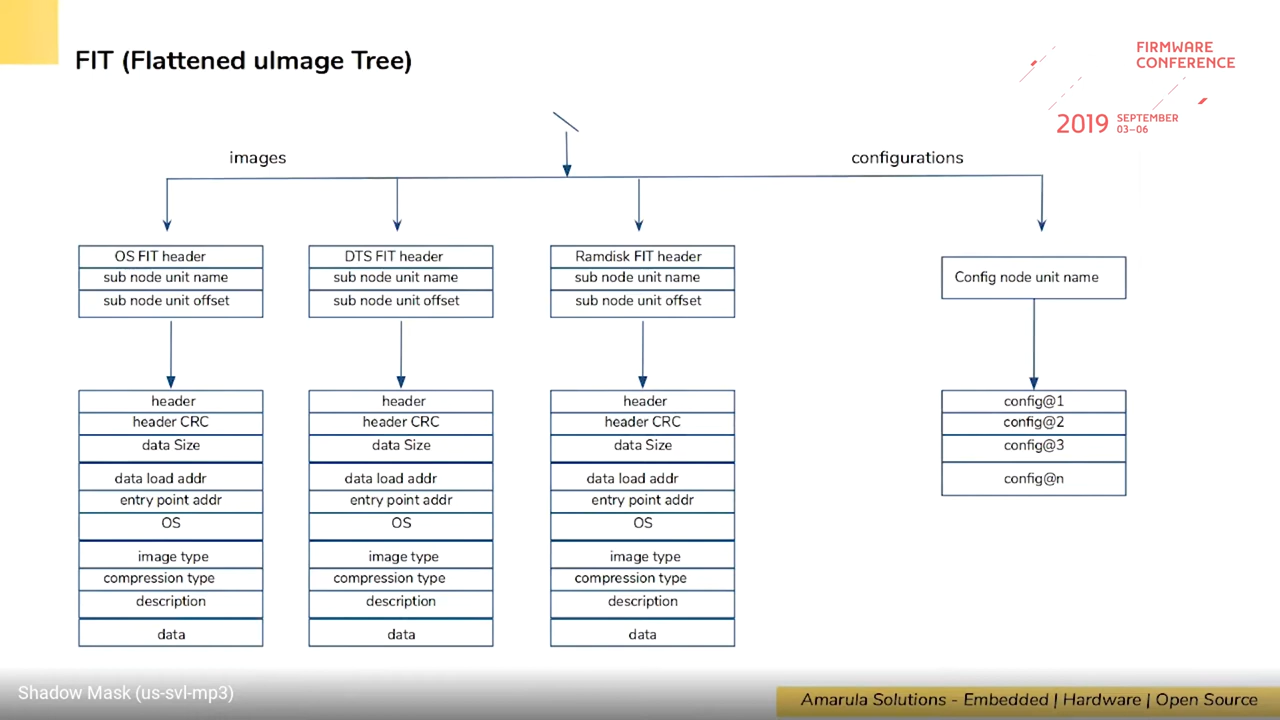 FIT (Flattened uImage Tree)
FIRMWARE
CONFERENCE
2019 SEPTEMBER
03–06
images
configurations
OS FIT header
sub node unit name
sub node unit offset
DTS FIT header
sub node unit name
sub node unit offset
Ramdisk FIT header
sub node unit name
sub node unit offset
Config node unit name
header
header CRC
data Size
data load addr
entry point addr
OS
image type
compression type
description
data
header
header CRC
data Size
data load addr
entry point addr
OS
image type
compression type
description
data
header
header CRC
data Size
data load addr
entry point addr
OS
image type
compression type
description
data
config@1
config@2
config@3
config@n
Shadow Mask (us-svl-mp3)
Amarula Solutions - Embedded | Hardware | Open Source